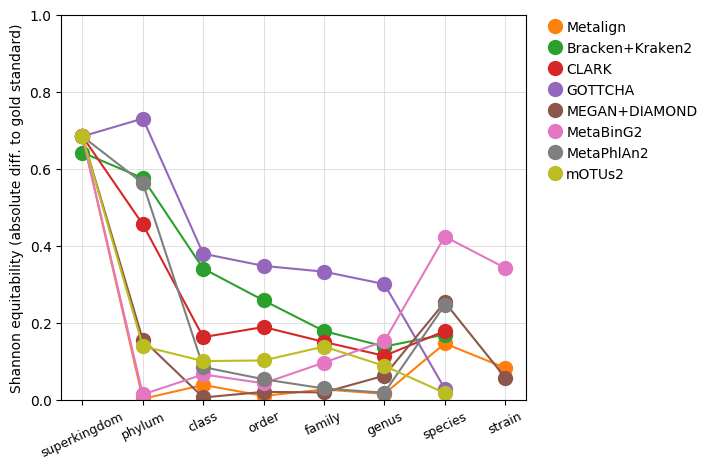 Shannon equitability (absolute diff. to gold standard)
1.0
0.8
0.6
0.4
0.2
0.0
superkingdom
phylum
class
order
family
genus
species
strain
Metalign
Bracken+Kraken2
CLARK
GOTTCHA
MEGAN+DIAMOND
MetaBinG2
MetaPhlAn2
mOTUs2